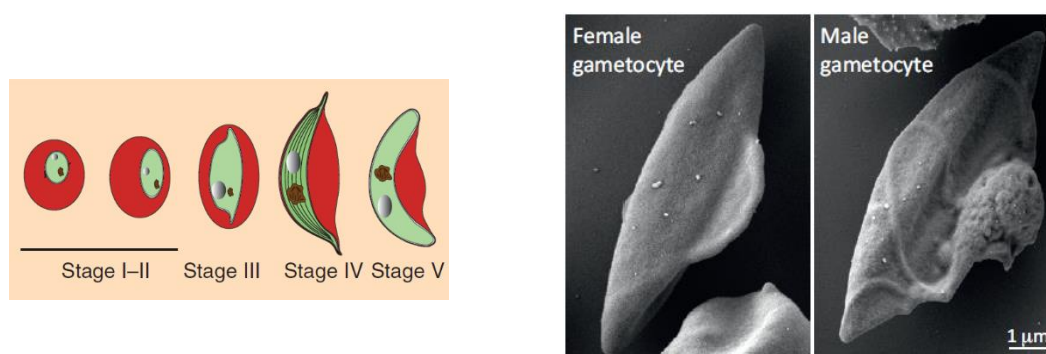 Stage I–II
Stage III
Stage IV
Stage V
Female
gametocyte
Male
gametocyte
1 μm